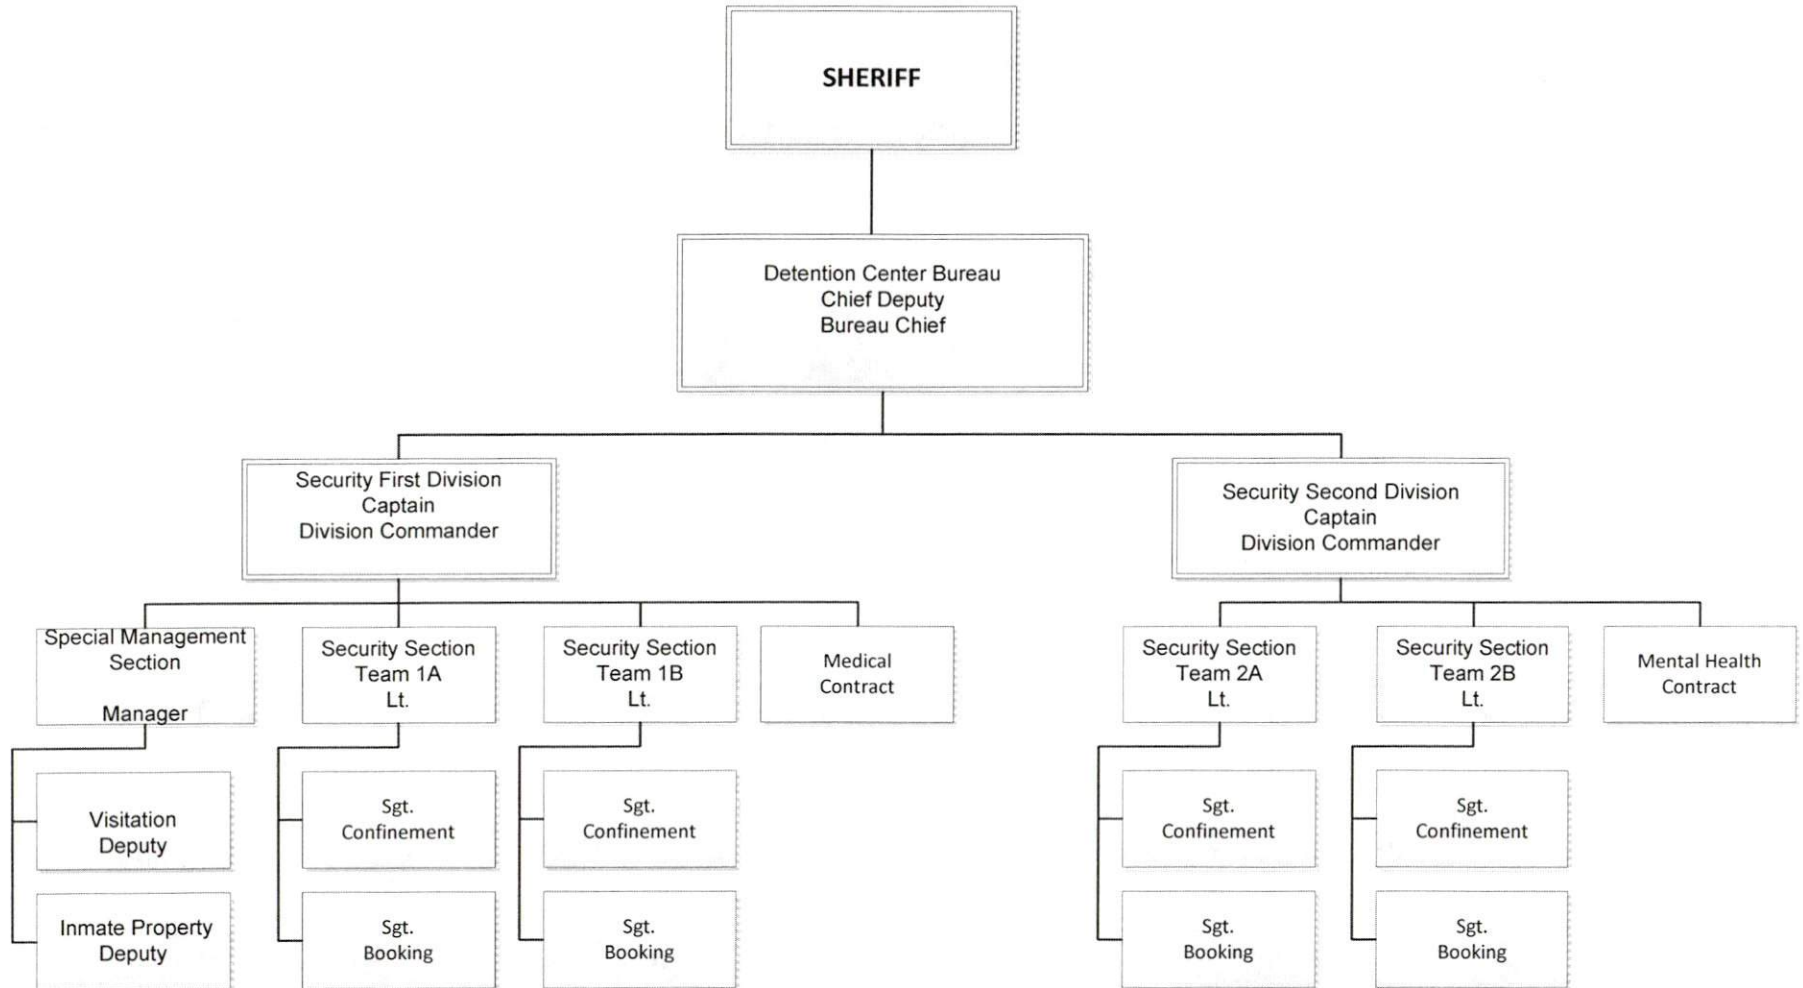 SHERIFF
Detention Center Bureau
Chief Deputy
Bureau Chief
Security First Division
Captain
Division Commander
Security Second Division
Captain
Division Commander
Special Management
Section
Manager
Security Section
Team 1A
Lt.
Security Section
Team 1B
Lt.
Medical
Contract
Security Section
Team 2A
Lt.
Security Section
Team 2B
Lt.
Mental Health
Contract
Visitation
Deputy
Sgt.
Confinement
Sgt.
Confinement
Sgt.
Confinement
Sgt.
Confinement
Inmate Property
Deputy
Sgt.
Booking
Sgt.
Booking
Sgt.
Booking
Sgt.
Booking